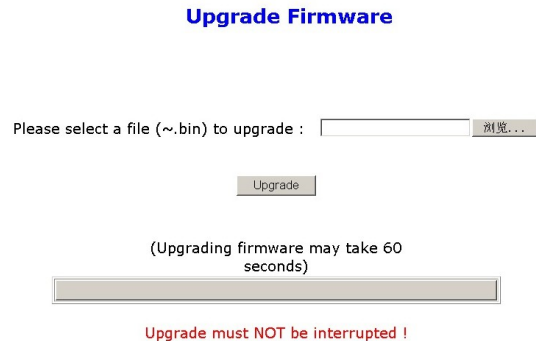 Upgrade Firmware
Please select a file (~.bin) to upgrade : 浏览...
Upgrade
(Upgrading firmware may take 60
seconds)
Upgrade must NOT be interrupted !